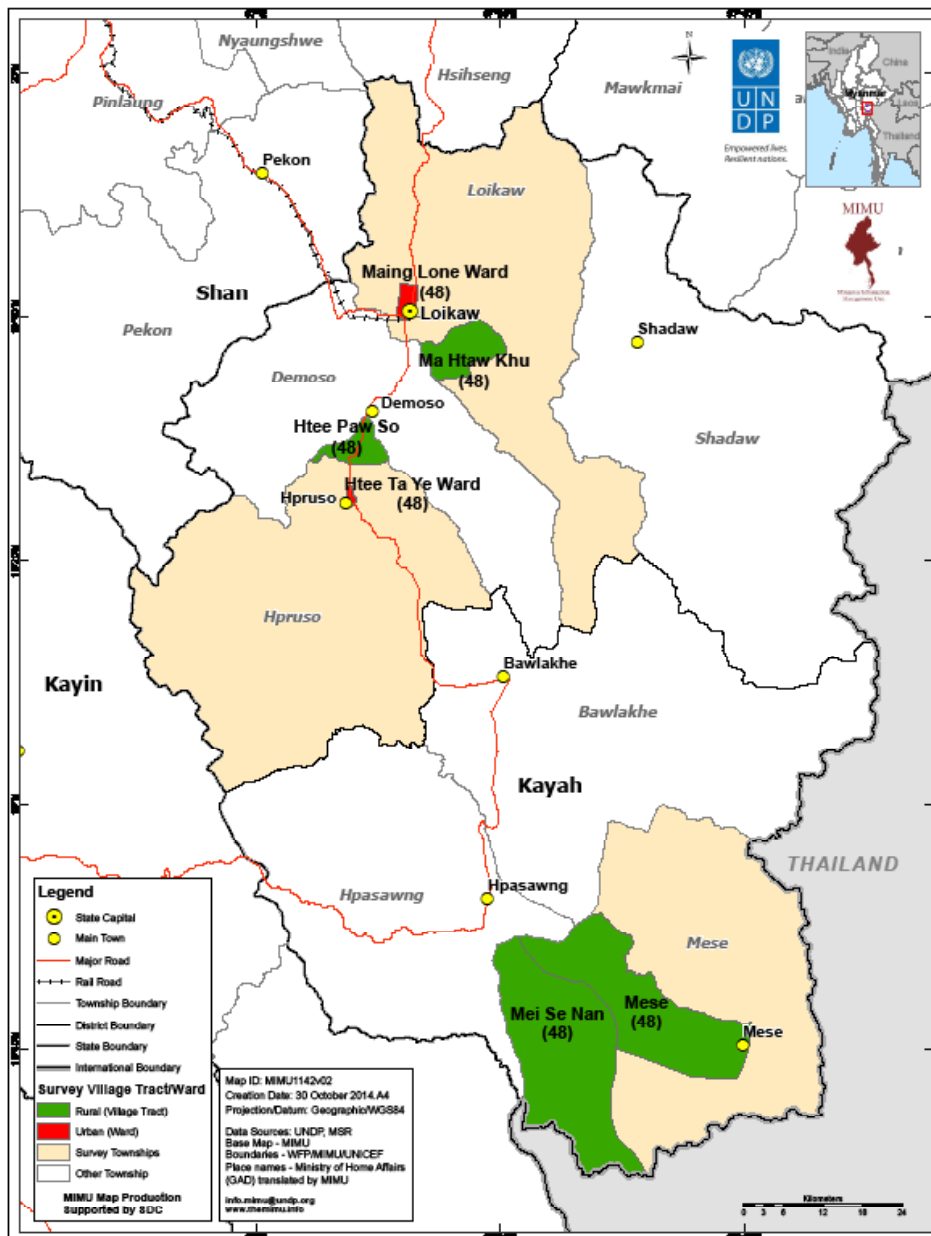 Nyaungshwe
Hsihseng
Mawkmai
Pinlaung
Pekon
Loikaw
UN
DP
Empowered lives.
Resilient nations.
India
China
Myanmar
Laos
Thailand
MIMU
Maing Lone Ward
(48)
Loikaw
Shan
Pekon
Shadaw
Ma Htaw Khu
(48)
Demoso
Demoso
Htee Paw So
(48)
Shadaw
Htee Ta Ye Ward
(48)
Hpruso
Hpruso
Bawlakhe
Kayin
Bawlakhe
Kayah
THAILAND
Hpasawng
Hpasawng
Mese
Mei Se Nan
(48)
Mese
(48)
Mese
Legend
State Capital
Main Town
Major Road
Rail Road
Township Boundary
District Boundary
State Boundary
International Boundary
Survey Village Tract/Ward
Rural (Village Tract)
Urban (Ward)
Survey Townships
Other Township
MIMU Map Production
Supported by SDC
Map ID: MIMU1142v02
Creation Date: 30 October 2014.A4
Projection/Datum: Geographic/WGS84
Data Sources: UNDP, MSR
Base Map - MIMU
Boundaries - WFP/MIMU/UNICEF
Place names - Ministry of Home Affairs
(GAD) translated by MIMU
info.mimu@undp.org
www.themimu.info
Kilometers
0 3 6 12 18 24